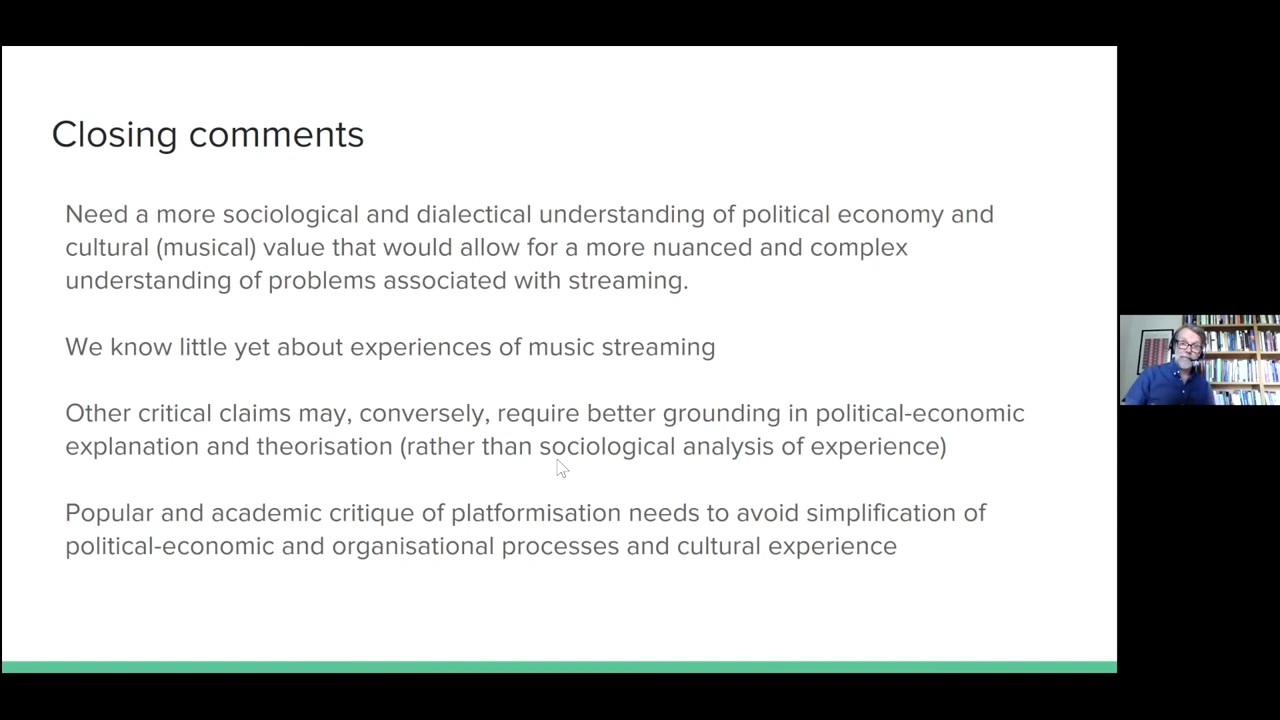 Closing comments
Need a more sociological and dialectical understanding of political economy and
cultural (musical) value that would allow for a more nuanced and complex
understanding of problems associated with streaming.
We know little yet about experiences of music streaming
Other critical claims may, conversely, require better grounding in political-economic
explanation and theorisation (rather than sociological analysis of experience)
Popular and academic critique of platformisation needs to avoid simplification of
political-economic and organisational processes and cultural experience